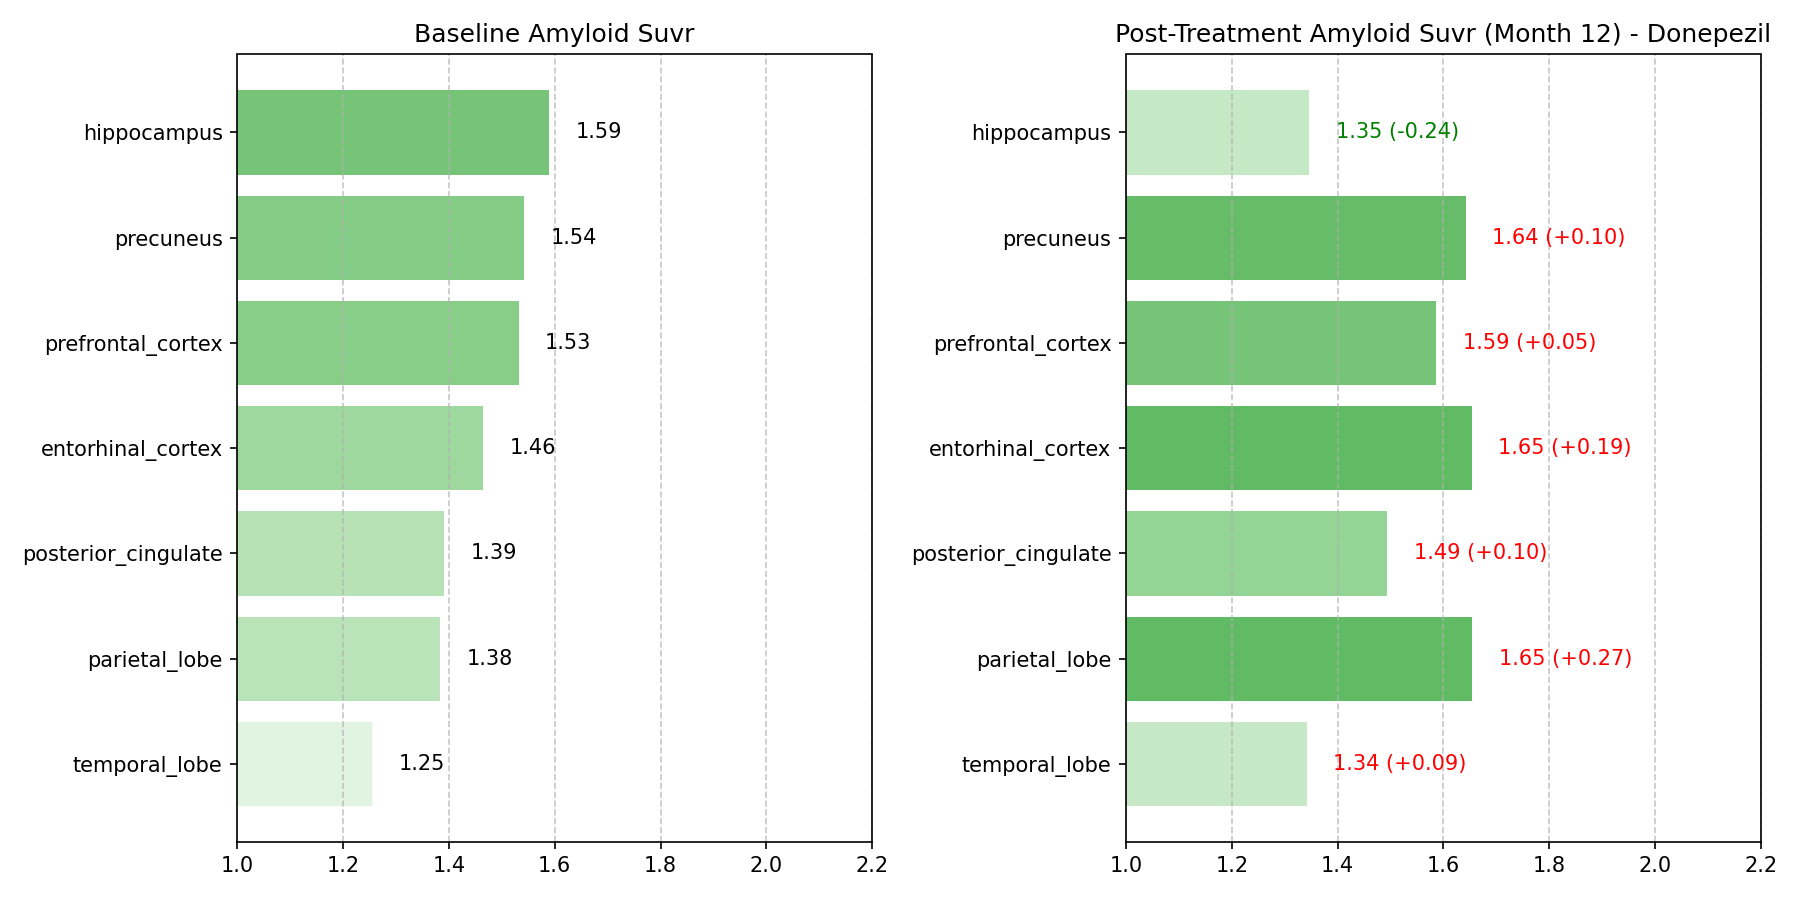 Baseline Amyloid Suvr
hippocampus 1.59
precuneus 1.54
prefrontal_cortex 1.53
entorhinal_cortex 1.46
posterior_cingulate 1.39
parietal_lobe 1.38
temporal_lobe 1.25
1.0 1.2 1.4 1.6 1.8 2.0 2.2
Post-Treatment Amyloid Suvr (Month 12) - Donepezil
hippocampus 1.35 (-0.24)
precuneus 1.64 (+0.10)
prefrontal_cortex 1.59 (+0.05)
entorhinal_cortex 1.65 (+0.19)
posterior_cingulate 1.49 (+0.10)
parietal_lobe 1.65 (+0.27)
temporal_lobe 1.34 (+0.09)
1.0 1.2 1.4 1.6 1.8 2.0 2.2